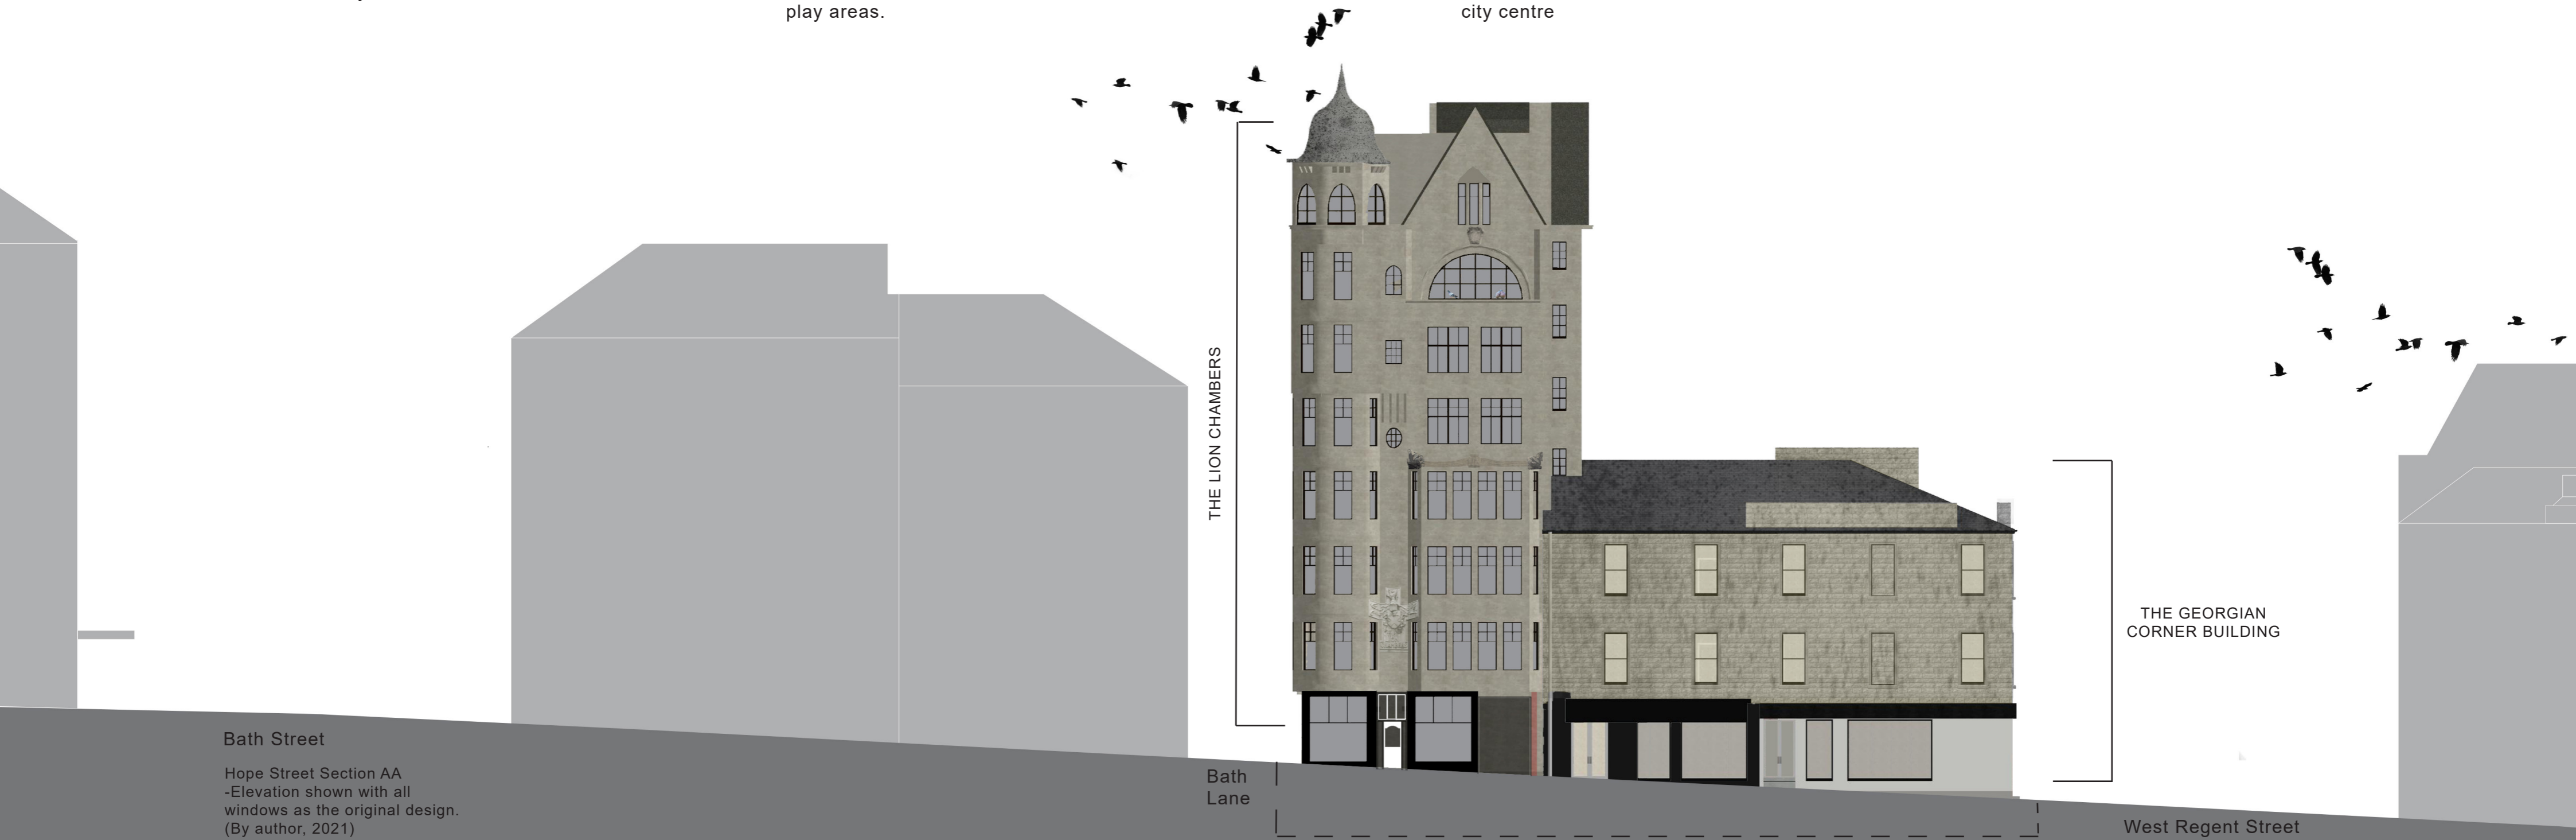 play areas.
city centre
THE LION CHAMBERS
THE GEORGIAN
CORNER BUILDING
Bath Street
Hope Street Section AA
-Elevation shown with all
windows as the original design.
(By author, 2021)
Bath
Lane
West Regent Street